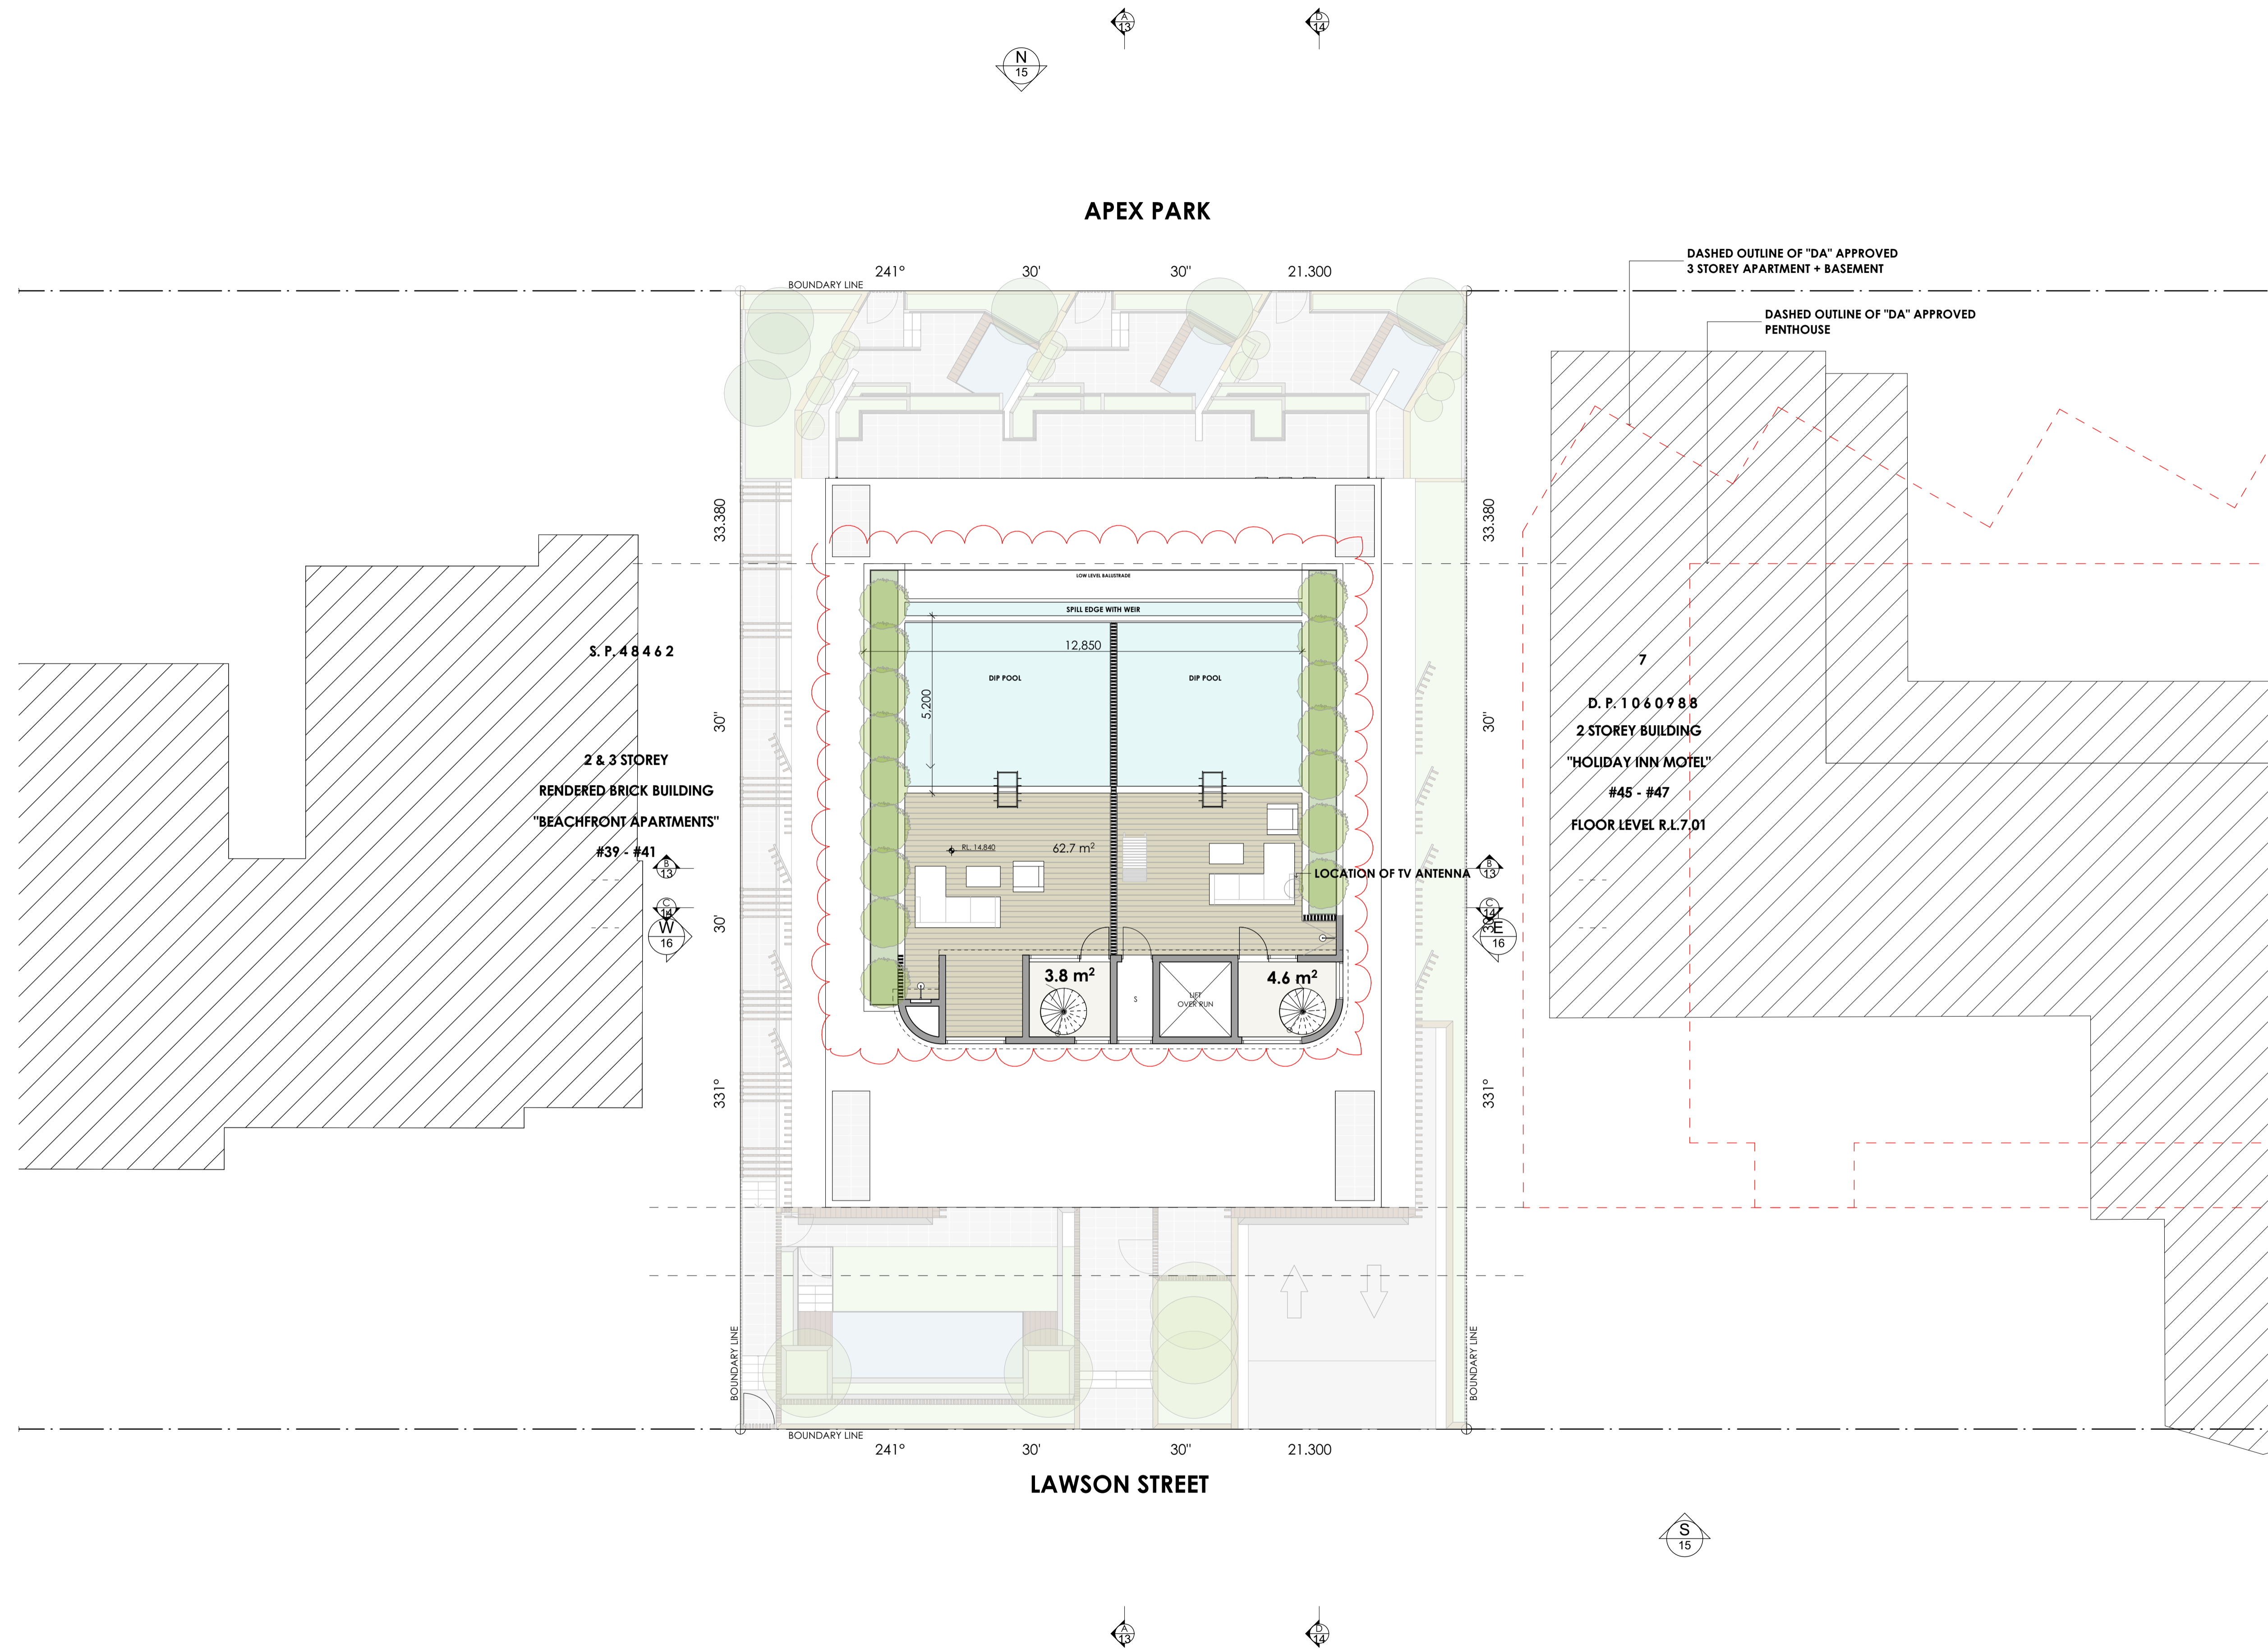 A
13
D
14
N
15
APEX PARK
241° 30' 30" 21.300
BOUNDARY LINE
DASHED OUTLINE OF "DA" APPROVED
3 STOREY APARTMENT + BASEMENT
DASHED OUTLINE OF "DA" APPROVED
PENTHOUSE
33.380
33.380
LOW LEVEL BALUSTRADE
SPILL EDGE WITH WEIR
12,850
DIP POOL
DIP POOL
5,200
S. P. 4 8 4 6 2
7
D. P. 1 0 6 0 9 8 8
2 STOREY BUILDING
"HOLIDAY INN MOTEL"
#45 - #47
FLOOR LEVEL R.L.7.01
30"
30"
2 & 3 STOREY
RENDERED BRICK BUILDING
"BEACHFRONT APARTMENTS"
#39 - #41
RL. 14.840
62.7 m²
LOCATION OF TV ANTENNA
B
13
B
13
C
14
C
14
W
16
E
16
30'
30'
3.8 m²
S
LIFT
OVER RUN
4.6 m²
331°
331°
BOUNDARY LINE
BOUNDARY LINE
BOUNDARY LINE
241° 30' 30" 21.300
LAWSON STREET
S
15
A
13
D
14